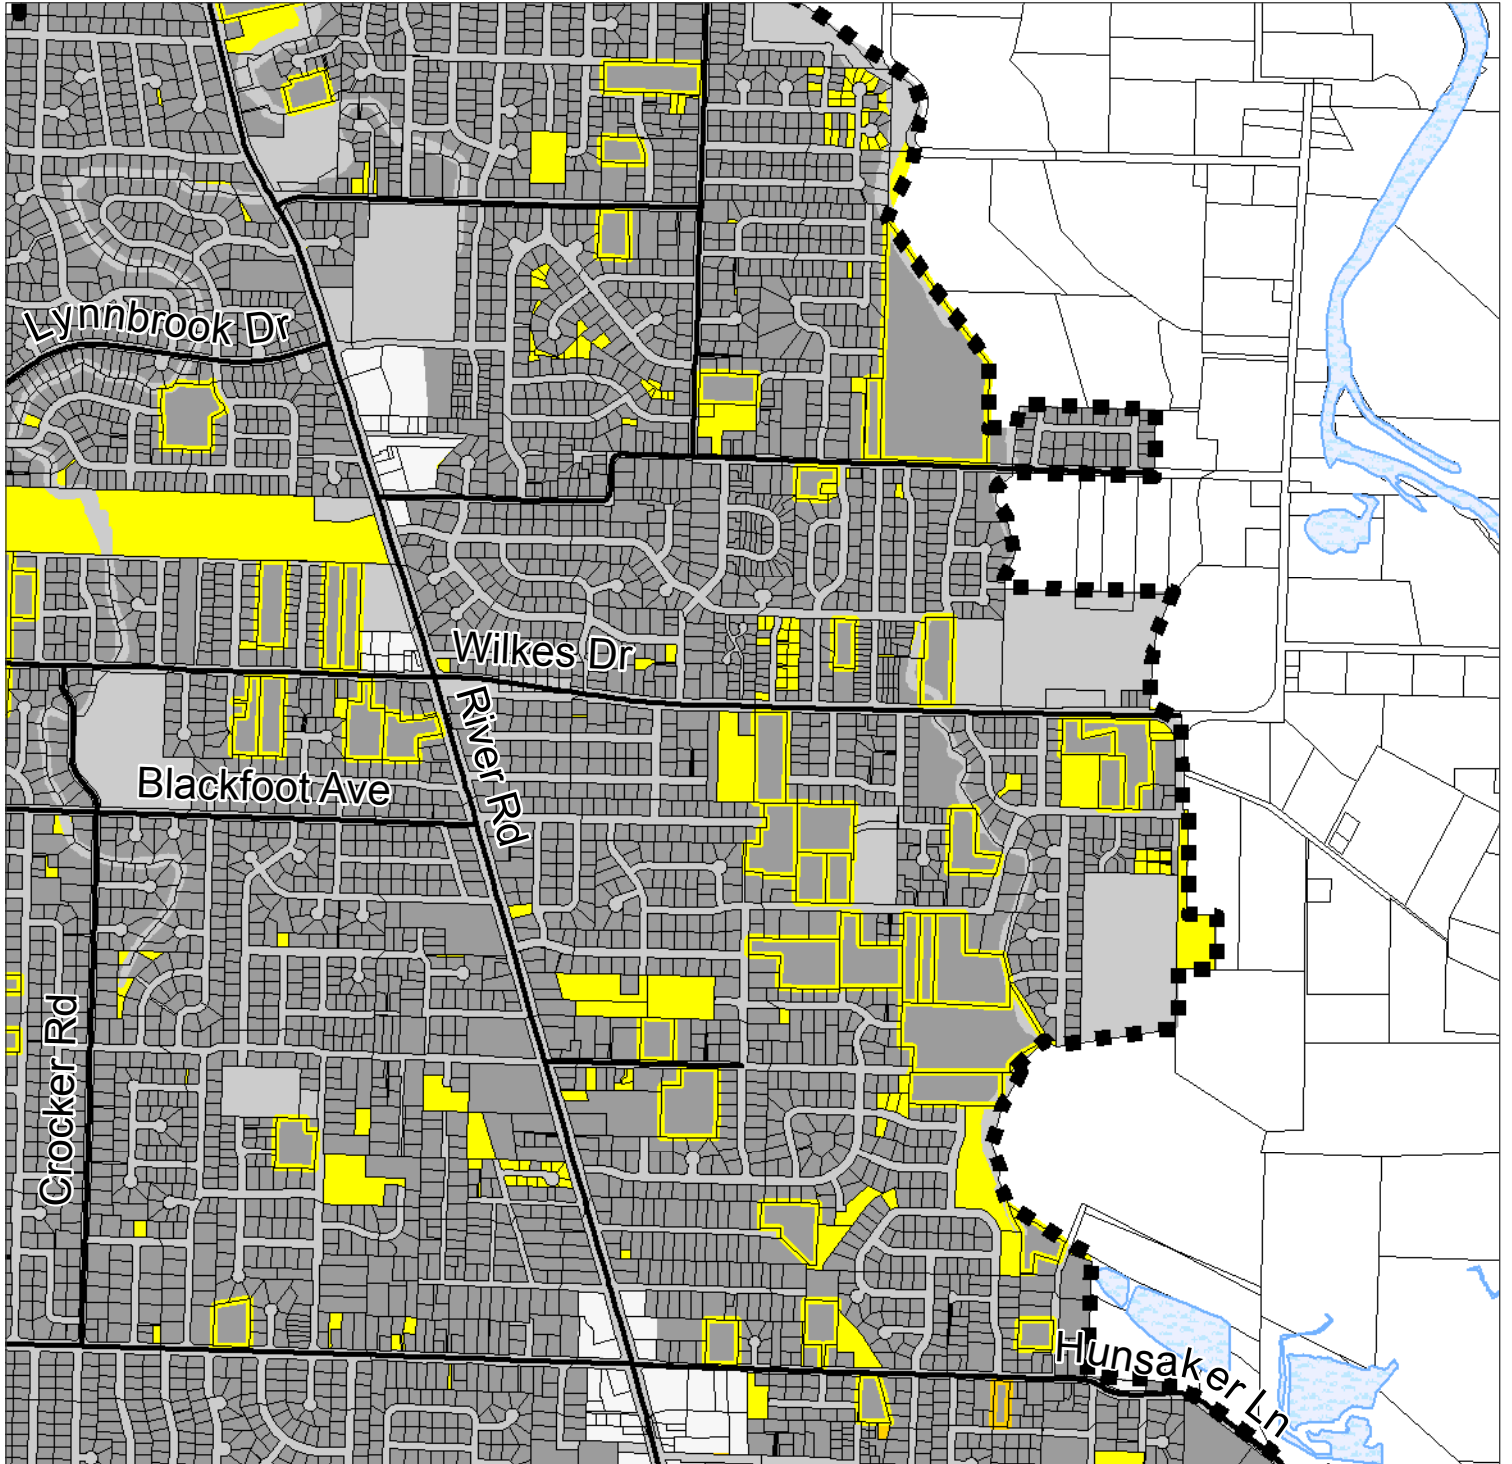 Lynnbrook Dr
Wilkes Dr
River Rd
Blackfoot Ave
Crocker Rd
Hunsaker Ln